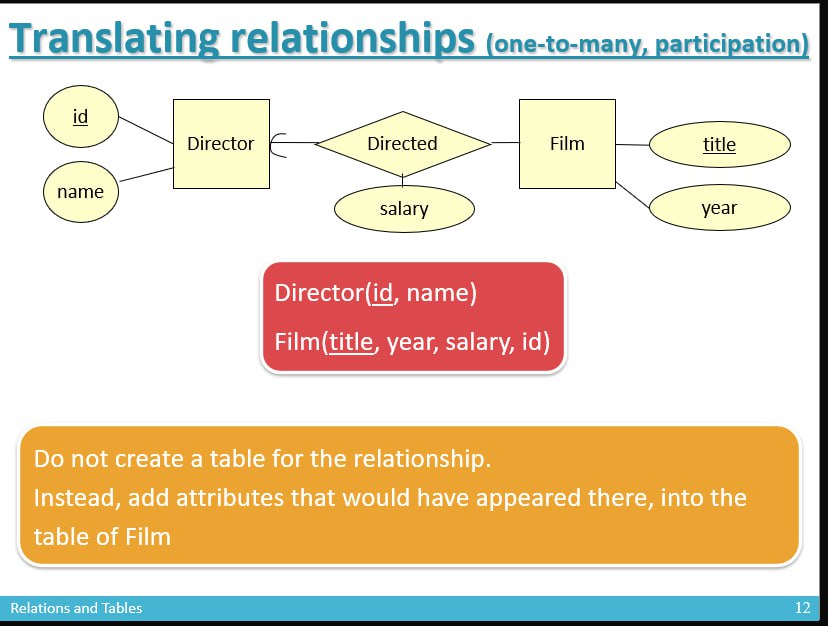 Translating relationships (one-to-many, participation)
id
Director
Directed
Film
title
name
salary
year
Director(id, name)
Film(title, year, salary, id)
Do not create a table for the relationship.
Instead, add attributes that would have appeared there, into the
table of Film
Relations and Tables
12